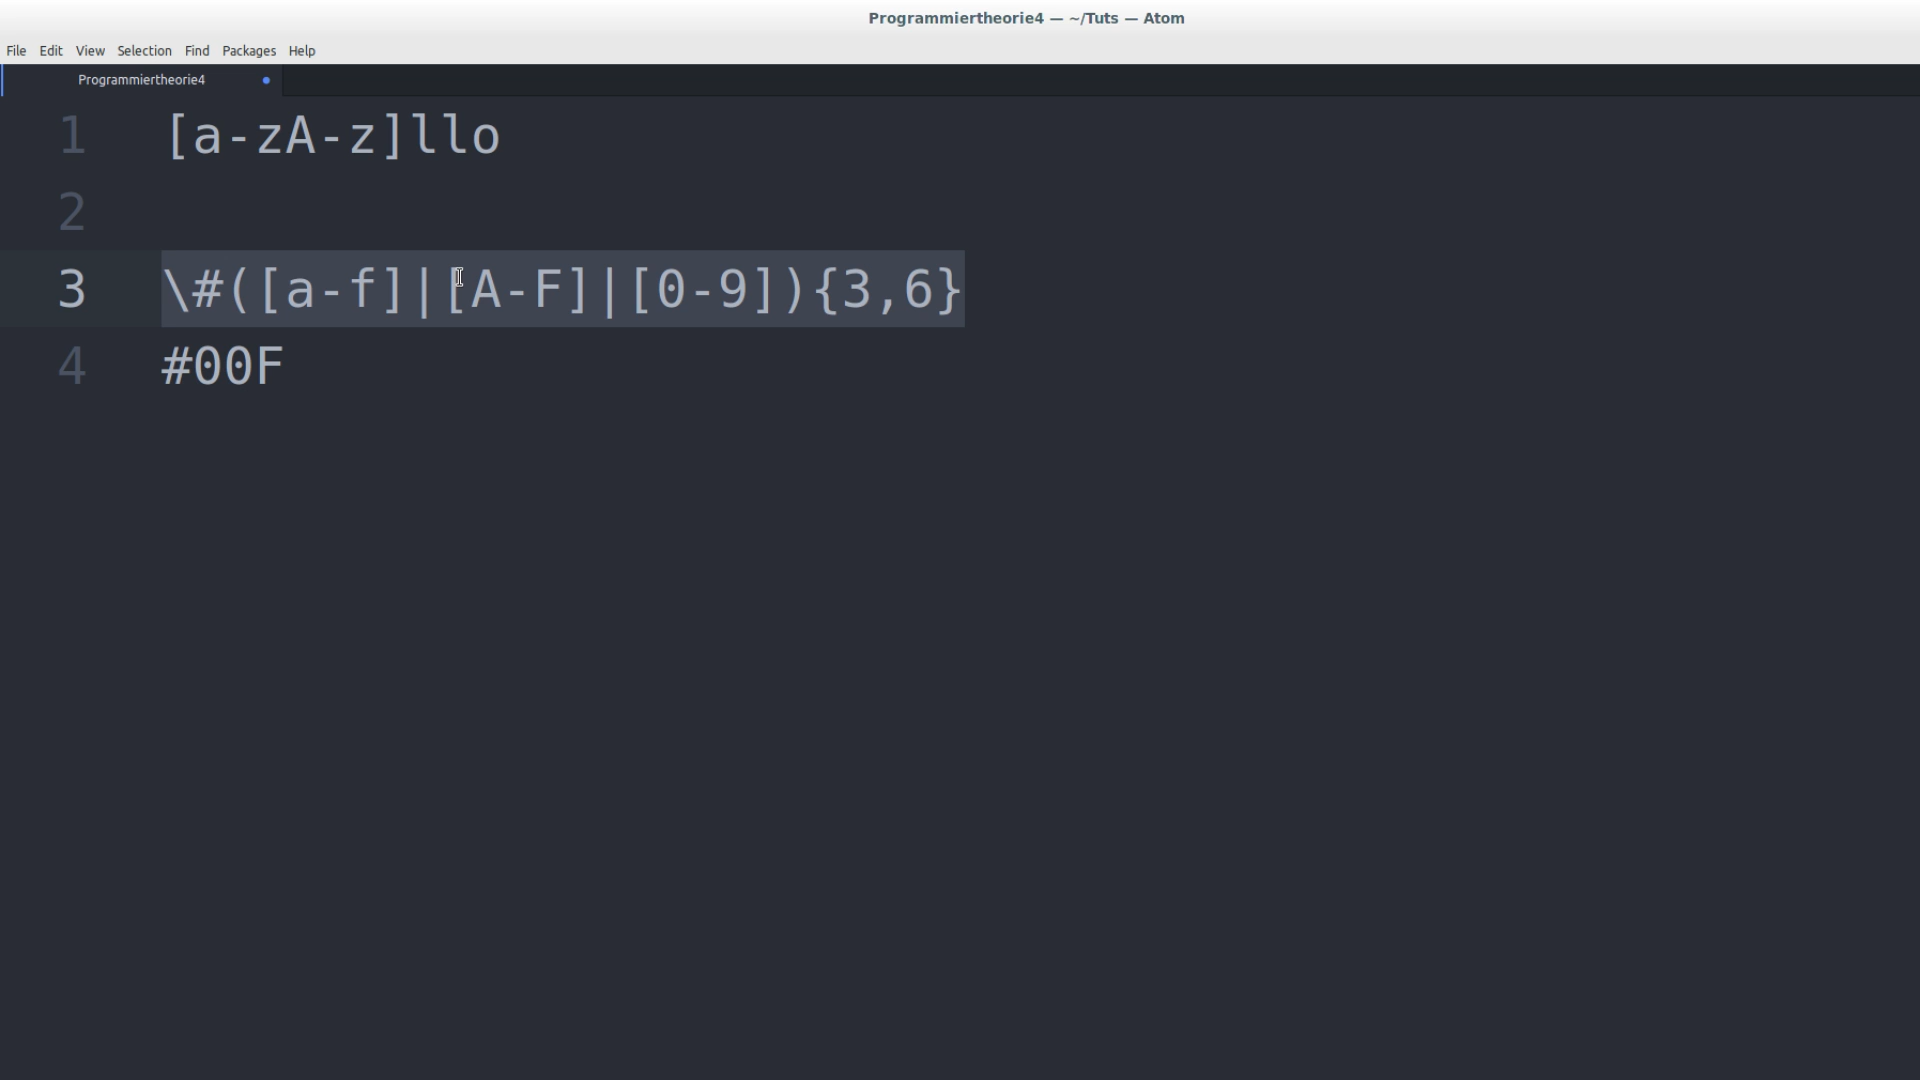 Programmiertheorie4 — ~/Tuts — Atom
File Edit View Selection Find Packages Help
Programmiertheorie4
1 [a-zA-z]llo
2
3 \#([a-f]|[A-F]|[0-9]){3,6}
4 #00F